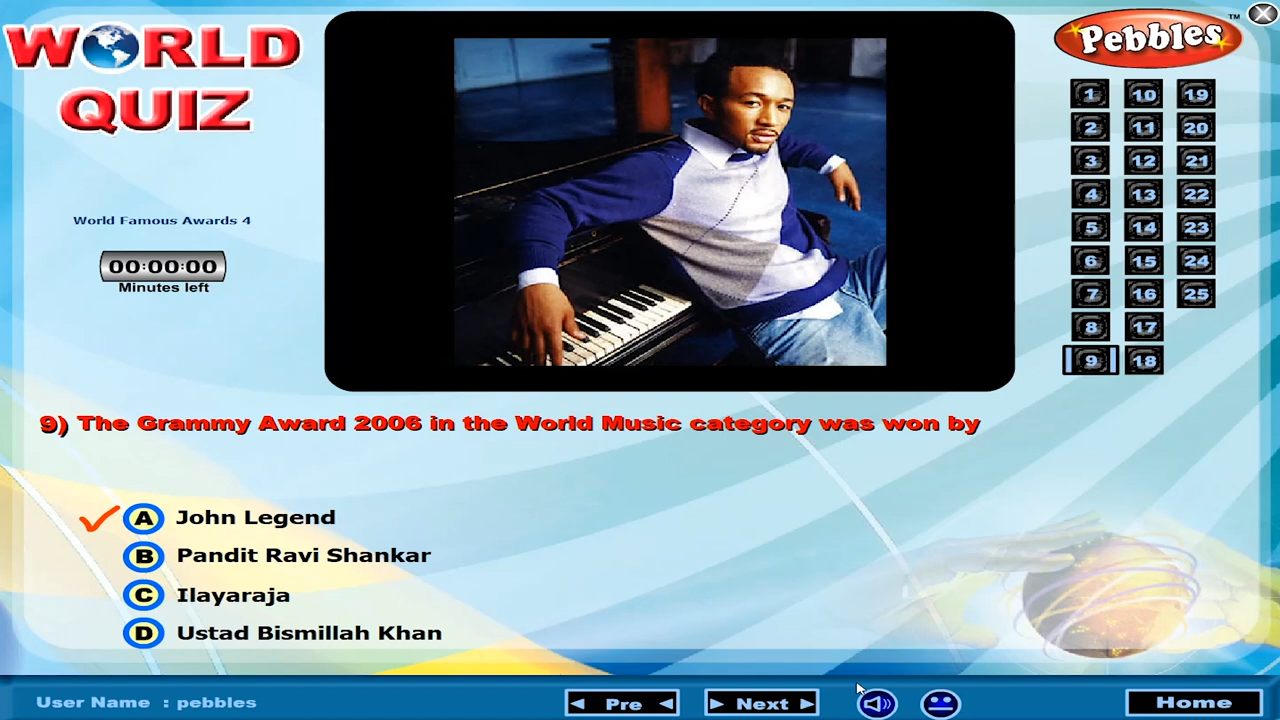 WORLD
QUIZ
World Famous Awards 4
00:00:00
Minutes left
Pebbles™
1 10 19
2 11 20
3 12 21
4 13 22
5 14 23
6 15 24
7 16 25
8 17
9 18
9) The Grammy Award 2006 in the World Music category was won by
A John Legend
B Pandit Ravi Shankar
C Ilayaraja
D Ustad Bismillah Khan
User Name : pebbles
Pre
Next
Home